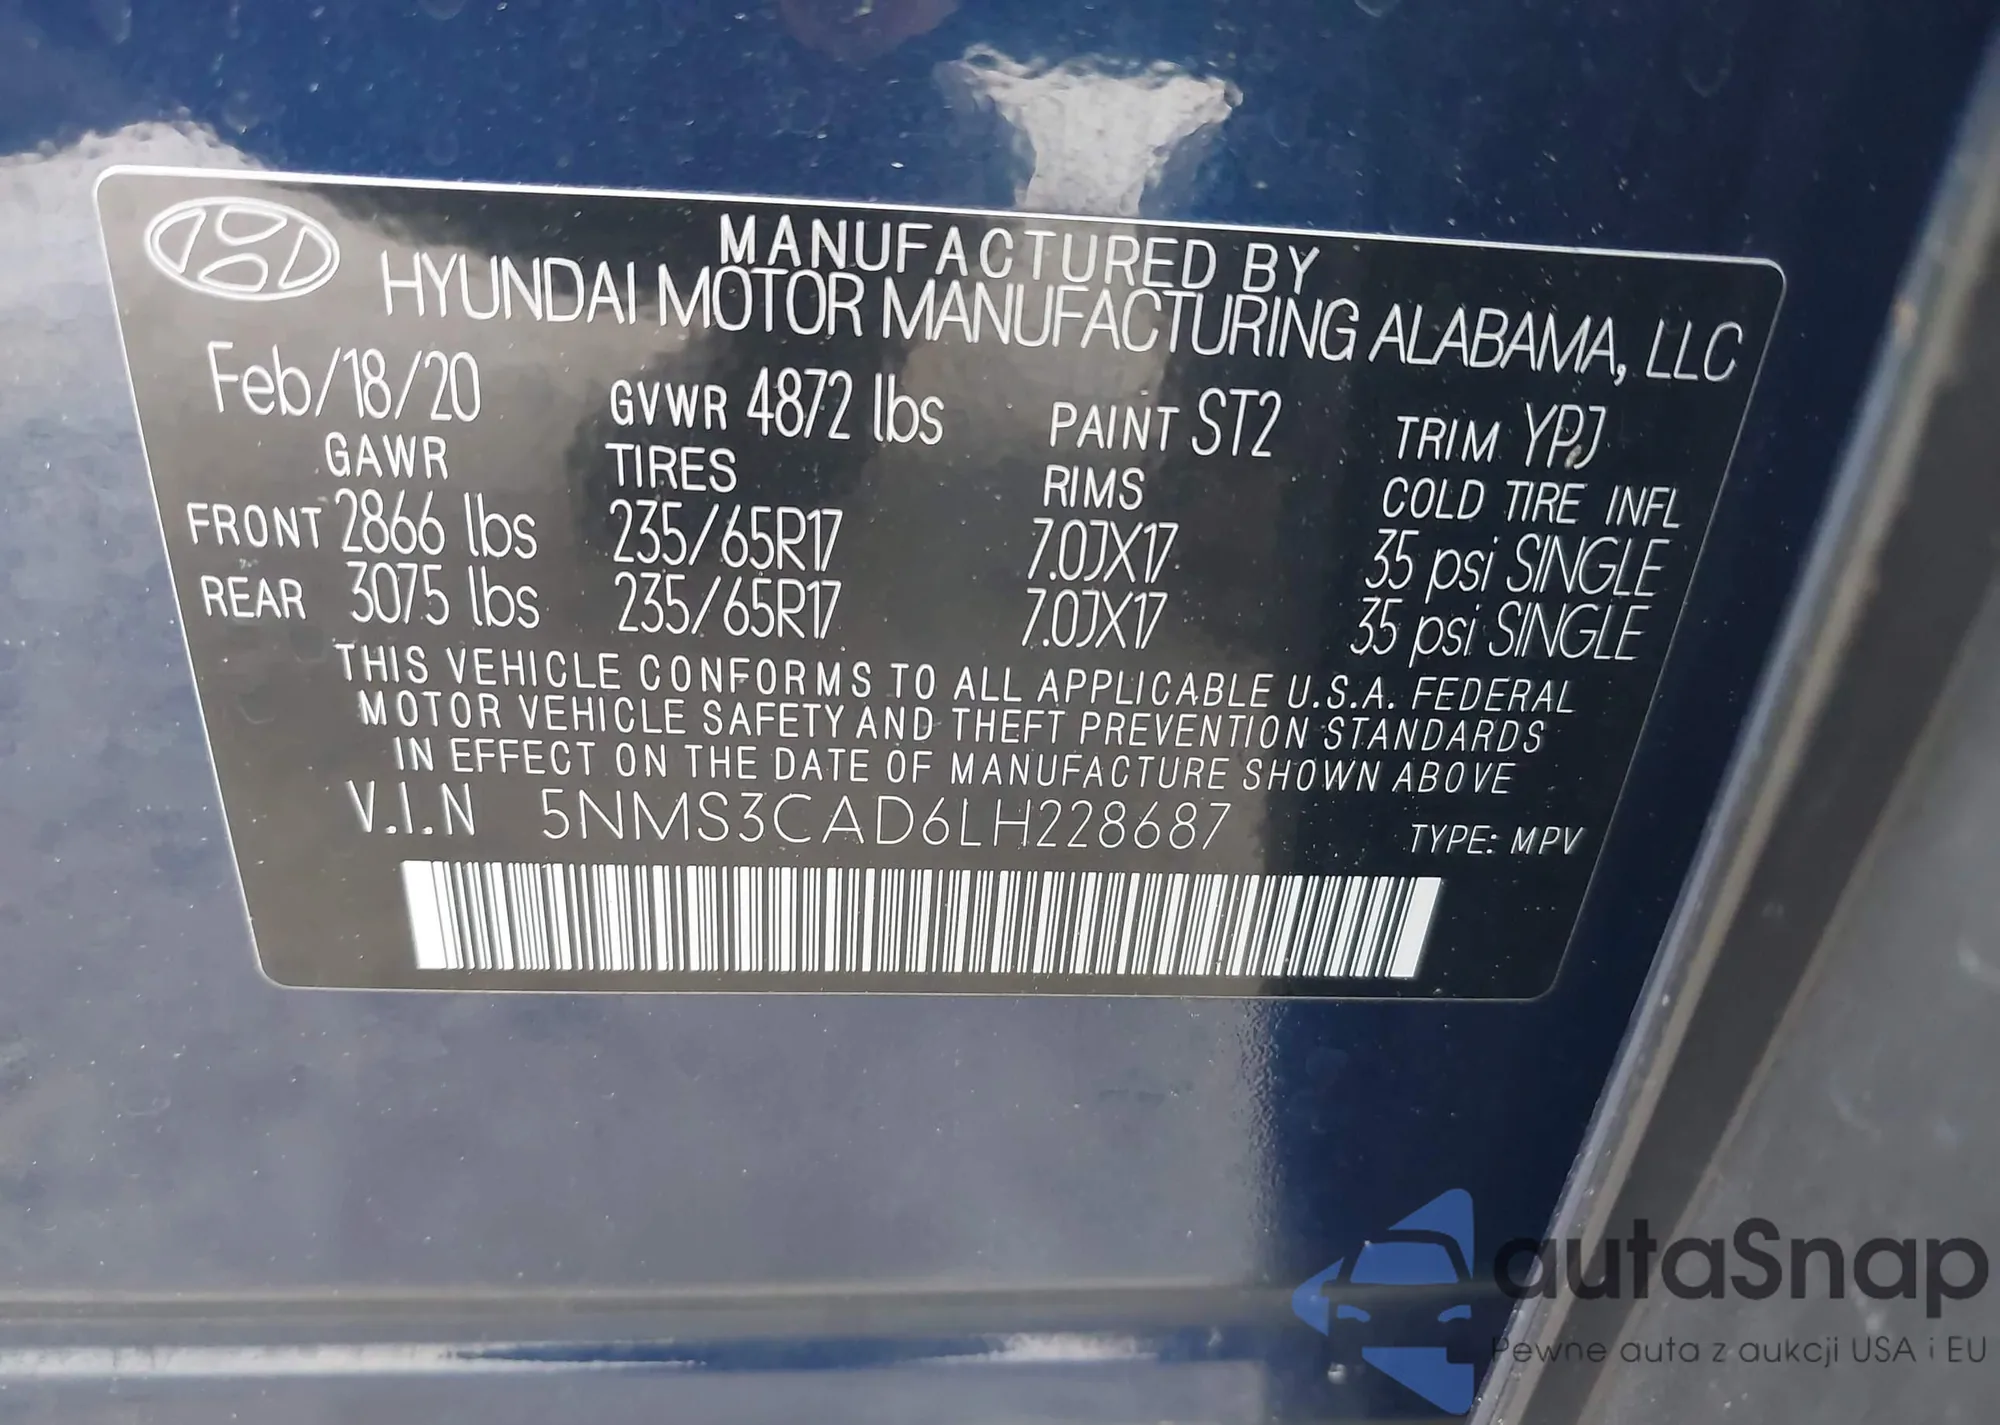 MANUFACTURED BY
HYUNDAI MOTOR MANUFACTURING ALABAMA, LLC
Feb/18/20 GVWR 4872 lbs PAINT ST2 TRIM YPJ
GAWR TIRES RIMS COLD TIRE INFL
FRONT 2866 lbs 235/65R17 7.0JX17 35 psi SINGLE
REAR 3075 lbs 235/65R17 7.0JX17 35 psi SINGLE
THIS VEHICLE CONFORMS TO ALL APPLICABLE U.S.A. FEDERAL
MOTOR VEHICLE SAFETY AND THEFT PREVENTION STANDARDS
IN EFFECT ON THE DATE OF MANUFACTURE SHOWN ABOVE
V.I.N 5NMS3CAD6LH228687 TYPE: MPV
autaSnap
Pewne auta z aukcji USA i EU